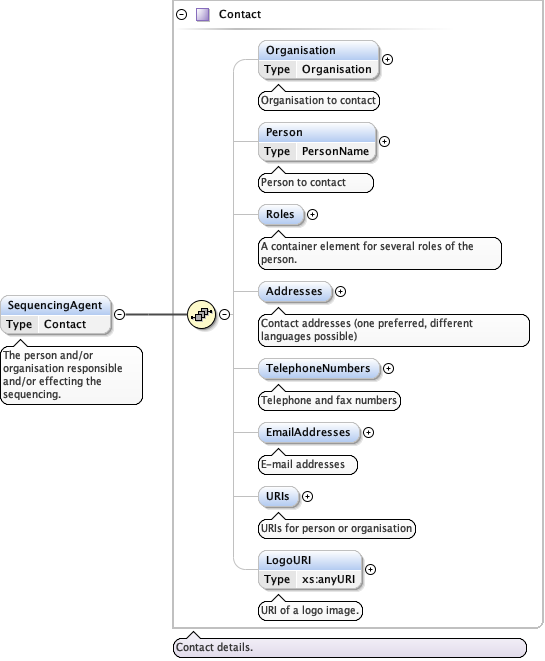 Contact
Organisation
Type Organisation
Organisation to contact
Person
Type PersonName
Person to contact
Roles
A container element for several roles of the
person.
Addresses
Contact addresses (one preferred, different
languages possible)
SequencingAgent
Type Contact
The person and/or
organisation responsible
and/or effecting the
sequencing.
TelephoneNumbers
Telephone and fax numbers
EmailAddresses
E-mail addresses
URIs
URIs for person or organisation
LogoURI
Type xs:anyURI
URI of a logo image.
Contact details.